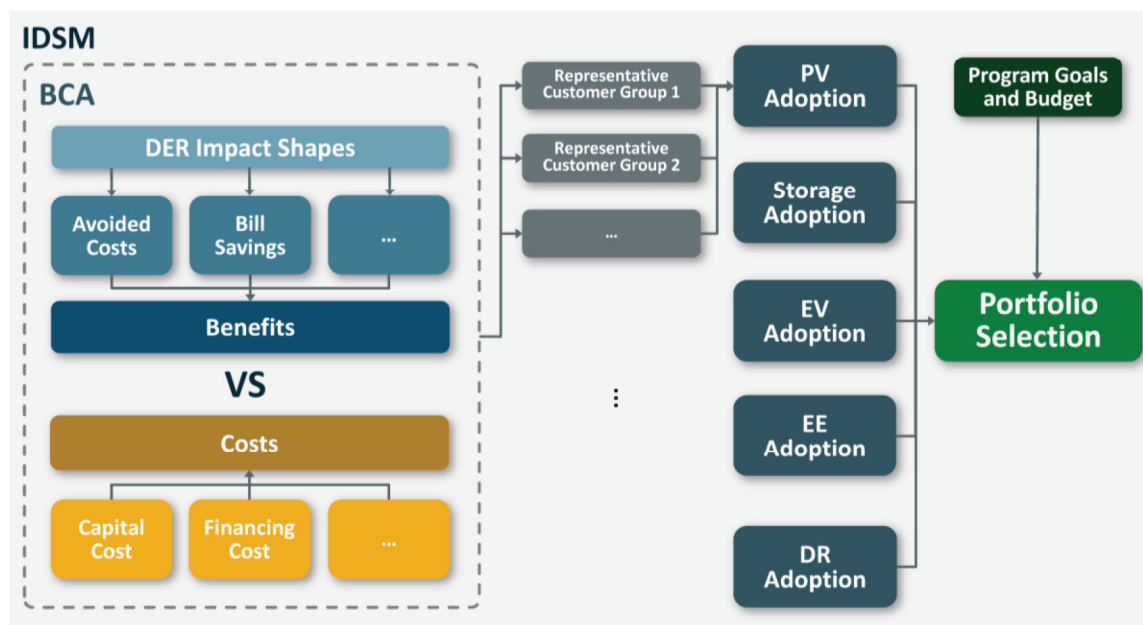 IDSM
BCA
DER Impact Shapes
Avoided
Costs
Bill
Savings
...
Benefits
VS
Costs
Capital
Cost
Financing
Cost
...
Representative
Customer Group 1
Representative
Customer Group 2
...
⋮
PV
Adoption
Storage
Adoption
EV
Adoption
EE
Adoption
DR
Adoption
Program Goals
and Budget
Portfolio
Selection